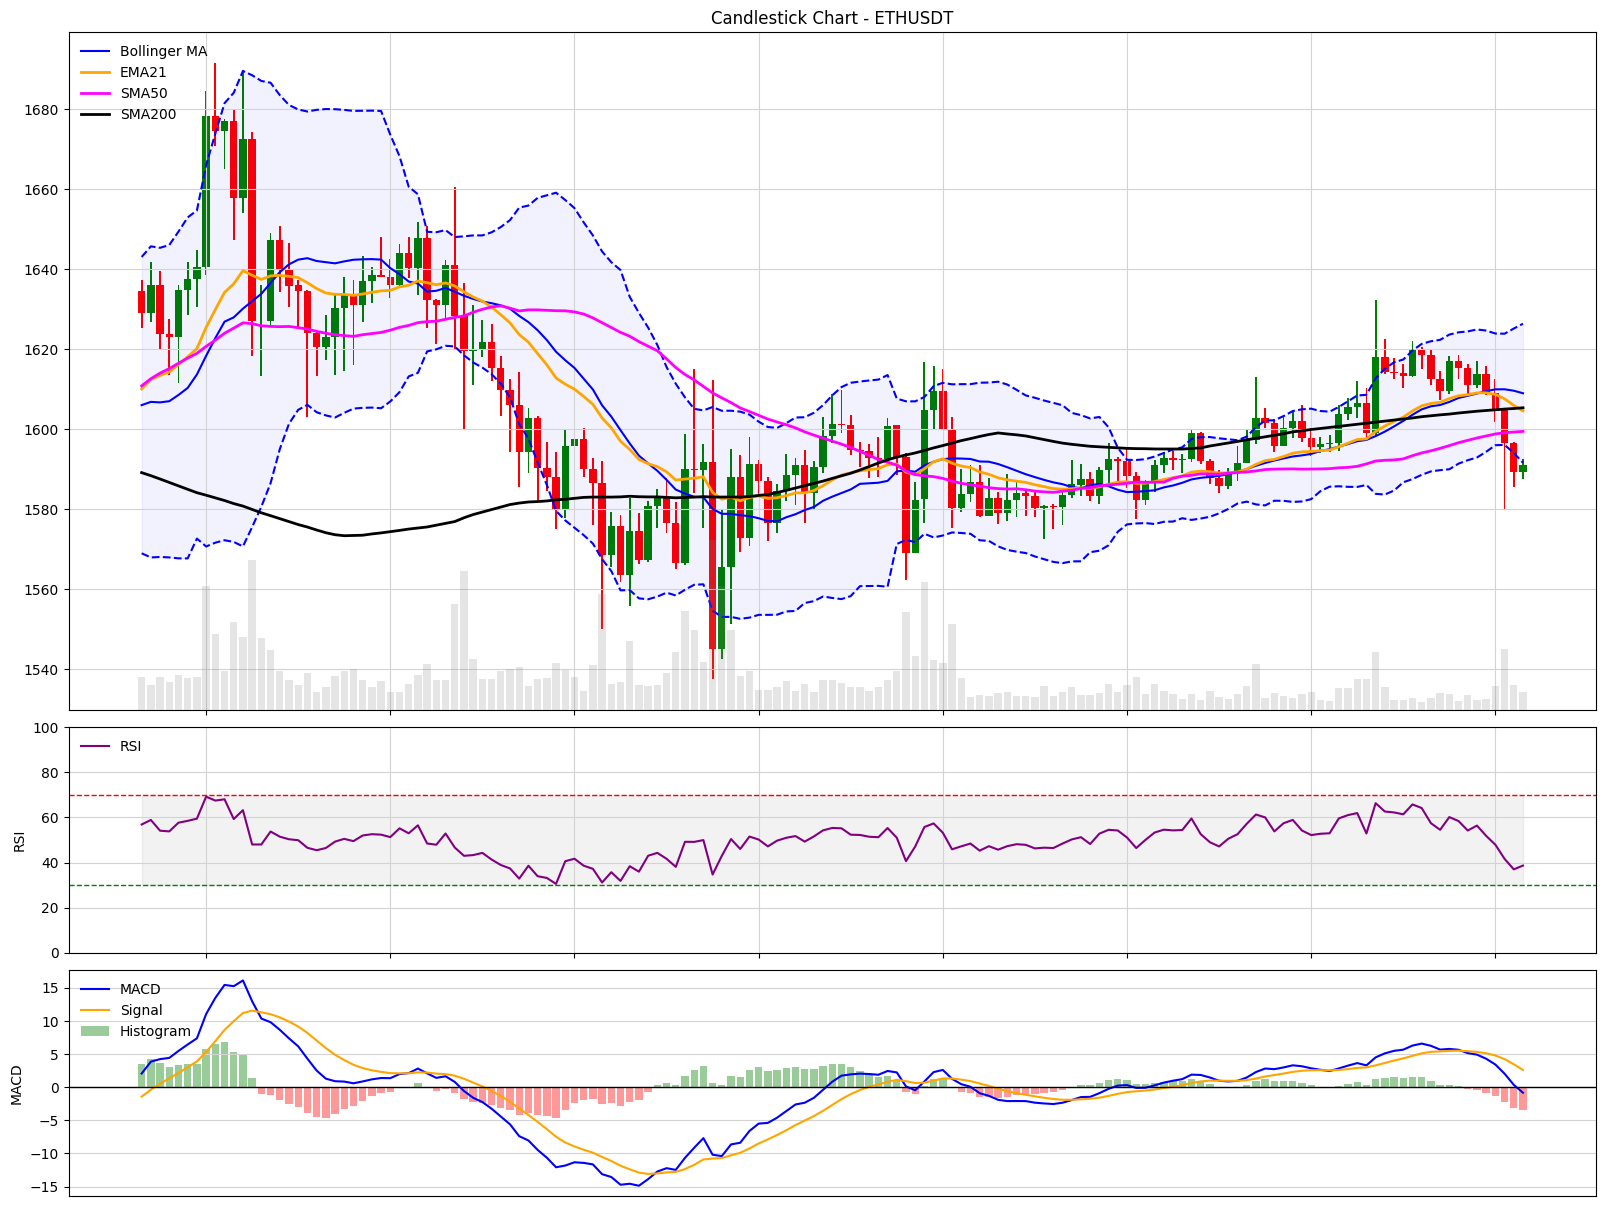 Candlestick Chart - ETHUSDT
Bollinger MA
EMA21
SMA50
SMA200
1680
1660
1640
1620
1600
1580
1560
1540
RSI
100
80
60
40
20
0
RSI
MACD
Signal
Histogram
15
10
5
0
−5
−10
−15
MACD